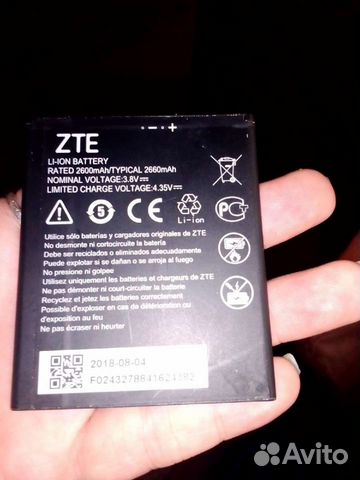 ZTE
LI-ION BATTERY
RATED 2600mAh/TYPICAL 2660mAh
NOMINAL VOLTAGE:3.8V
LIMITED CHARGE VOLTAGE:4.35V
5 CE Li-ion PG
Utilice sólo baterías y cargadores originales de ZTE
No desmonte ni cortocircuite la batería
Debe ser reciclados o eliminados adecuadamente
Puede explotar si se dañan o se arroja al fuego
No presione ni golpee
Utilisez uniquement les batteries et chargeurs de ZTE
Ne pas démonter ni court-circuiter la batterie
Recyclez et jetez les batteries correctement
Possible d'exploser en cas de détérioration ou
d'exposition au feu
Ne pas écraser ni heurter
2018-08-04
Avito